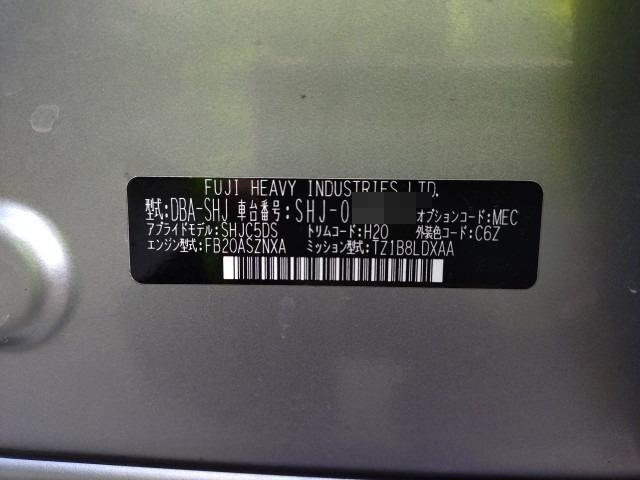 FUJI HEAVY INDUSTRIES LTD.
型式:DBA-SHJ 車台番号:SHJ-0 オプションコード:MEC
アプライドモデル:SHJC5DS トリムコード:H20 外装色コード:C6Z
エンジン型式:FB20ASZNXA ミッション型式:TZ1B8LDXAA